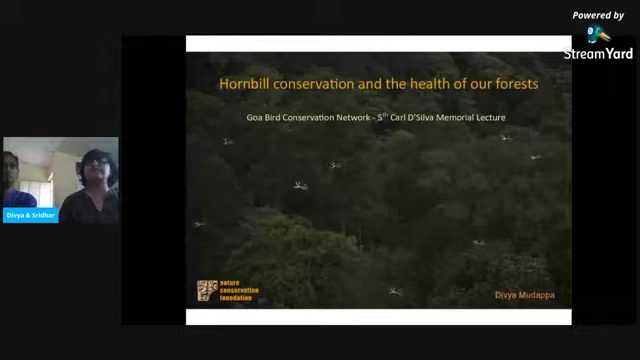 Powered by
StreamYard
Hornbill conservation and the health of our forests
Goa Bird Conservation Network - 5th Carl D'Silva Memorial Lecture
Divya & Sridhar
nature
conservation
foundation
Divya Mudappa